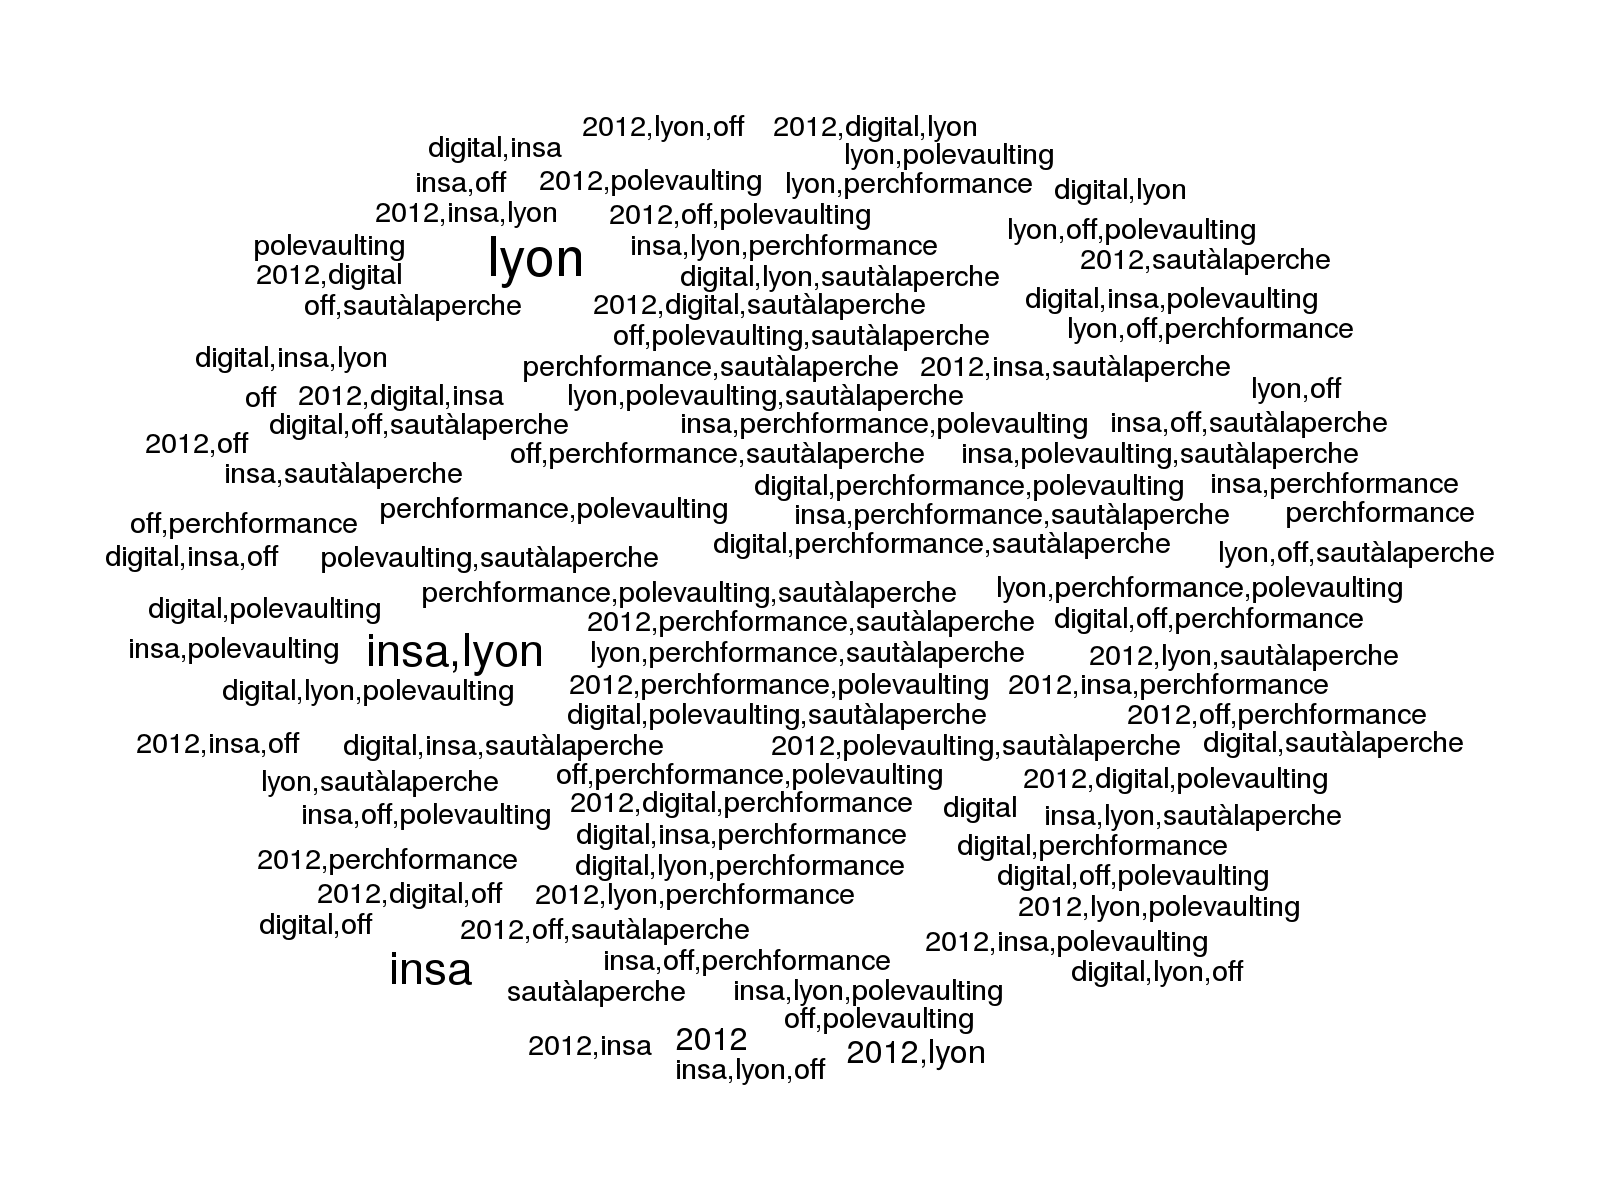 2012,lyon,off 2012,digital,lyon
digital,insa
lyon,polevaulting
insa,off 2012,polevaulting lyon,perchformance digital,lyon
2012,insa,lyon 2012,off,polevaulting
lyon,off,polevaulting
polevaulting lyon insa,lyon,perchformance
2012,sautàlaperche
2012,digital digital,lyon,sautàlaperche
off,sautàlaperche 2012,digital,sautàlaperche digital,insa,polevaulting
off,polevaulting,sautàlaperche lyon,off,perchformance
digital,insa,lyon perchformance,sautàlaperche 2012,insa,sautàlaperche
off 2012,digital,insa lyon,polevaulting,sautàlaperche lyon,off
digital,off,sautàlaperche insa,perchformance,polevaulting insa,off,sautàlaperche
2012,off off,perchformance,sautàlaperche insa,polevaulting,sautàlaperche
insa,sautàlaperche digital,perchformance,polevaulting insa,perchformance
off,perchformance perchformance,polevaulting insa,perchformance,sautàlaperche perchformance
digital,insa,off polevaulting,sautàlaperche digital,perchformance,sautàlaperche lyon,off,sautàlaperche
perchformance,polevaulting,sautàlaperche lyon,perchformance,polevaulting
digital,polevaulting 2012,perchformance,sautàlaperche digital,off,perchformance
insa,polevaulting insa,lyon lyon,perchformance,sautàlaperche 2012,lyon,sautàlaperche
digital,lyon,polevaulting 2012,perchformance,polevaulting 2012,insa,perchformance
digital,polevaulting,sautàlaperche 2012,off,perchformance
2012,insa,off digital,insa,sautàlaperche 2012,polevaulting,sautàlaperche digital,sautàlaperche
lyon,sautàlaperche off,perchformance,polevaulting 2012,digital,polevaulting
insa,off,polevaulting 2012,digital,perchformance digital insa,lyon,sautàlaperche
digital,insa,perchformance digital,perchformance
2012,perchformance digital,lyon,perchformance digital,off,polevaulting
2012,digital,off 2012,lyon,perchformance 2012,lyon,polevaulting
digital,off 2012,off,sautàlaperche 2012,insa,polevaulting
insa insa,off,perchformance digital,lyon,off
sautàlaperche insa,lyon,polevaulting
off,polevaulting
2012,insa 2012 2012,lyon
insa,lyon,off